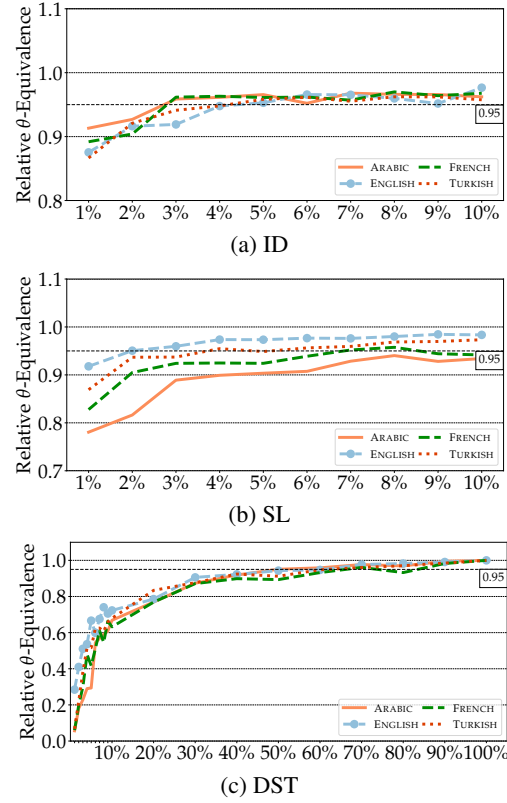 1.1
1.0
0.9
0.8
Relative θ-Equivalence
0.95
ARABIC
FRENCH
ENGLISH
TURKISH
1% 2% 3% 4% 5% 6% 7% 8% 9% 10%
(a) ID
1.1
1.0
0.9
0.8
0.7
Relative θ-Equivalence
0.95
ARABIC
FRENCH
ENGLISH
TURKISH
1% 2% 3% 4% 5% 6% 7% 8% 9% 10%
(b) SL
1.0
0.8
0.6
0.4
0.2
0.0
Relative θ-Equivalence
0.95
ARABIC
FRENCH
ENGLISH
TURKISH
10% 20% 30% 40% 50% 60% 70% 80% 90% 100%
(c) DST